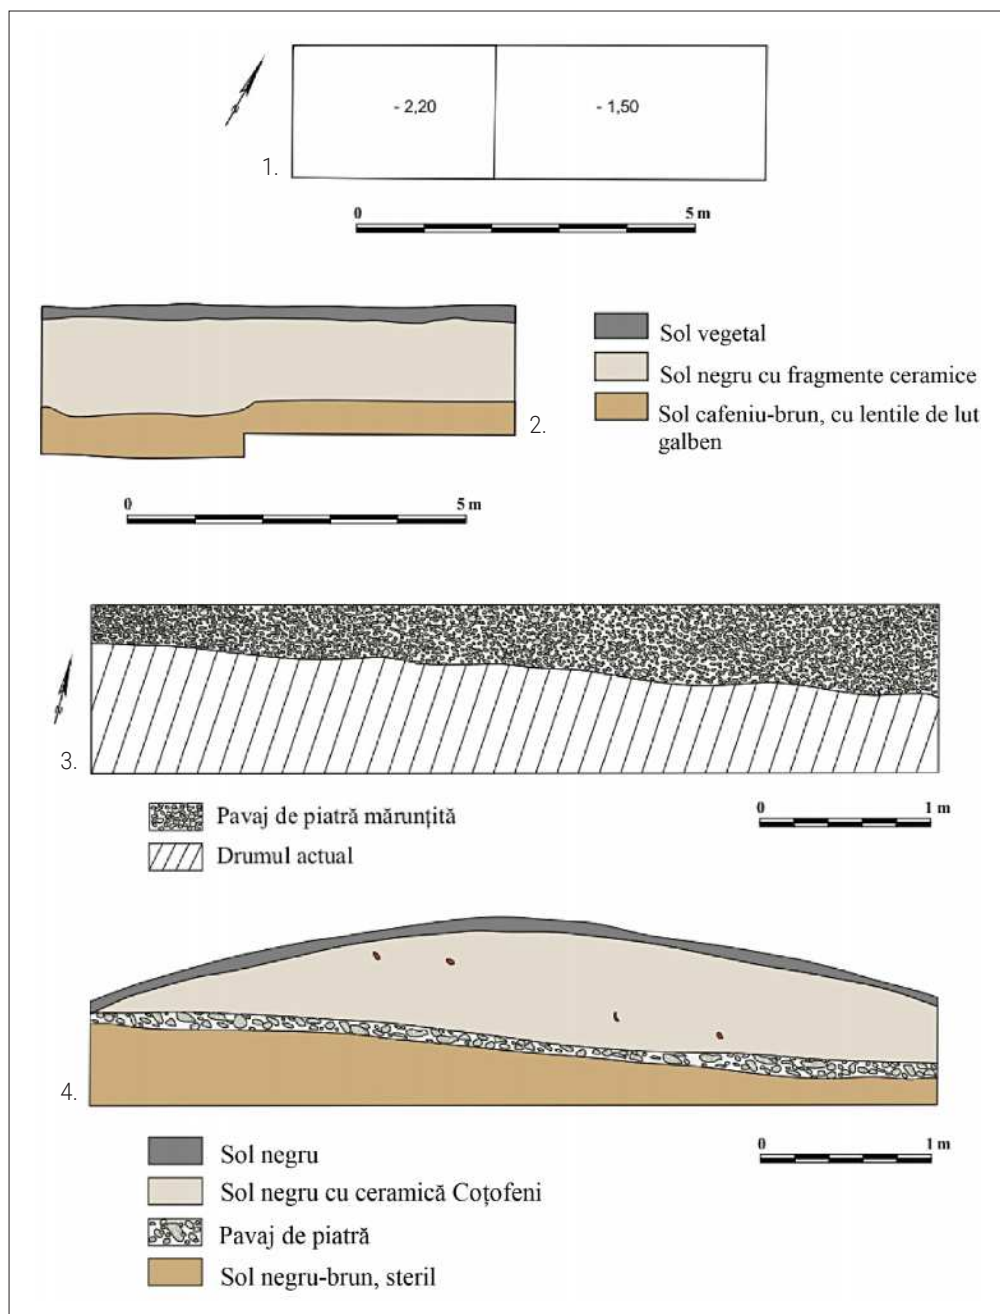 - 2,20
- 1,50
1.
0 5 m
Sol vegetal
Sol negru cu fragmente ceramice
Sol cafeniu-brun, cu lentile de lut
galben
2.
0 5 m
3.
Pavaj de piatră mărunțită
Drumul actual
0 1 m
4.
Sol negru
Sol negru cu ceramică Coțofeni
Pavaj de piatră
Sol negru-brun, steril
0 1 m